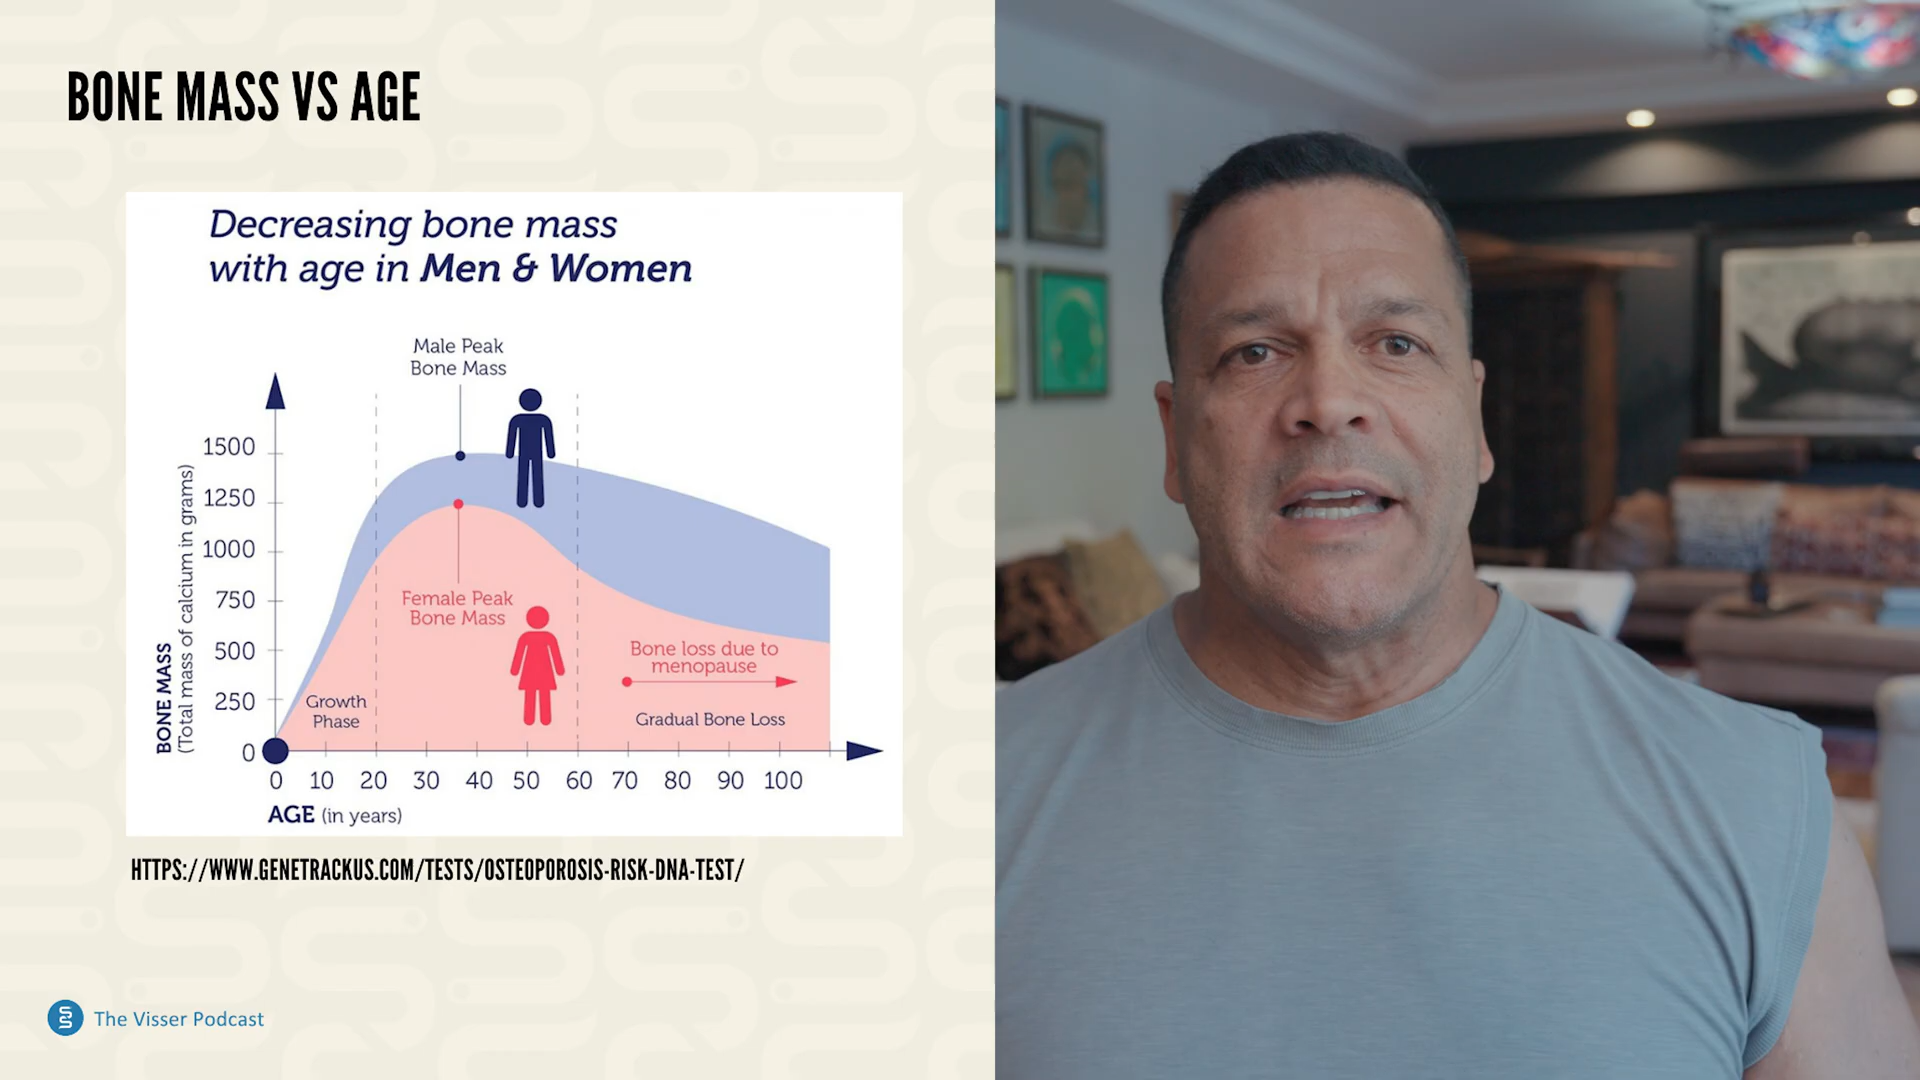 BONE MASS VS AGE
Decreasing bone mass
with age in Men & Women
Male Peak
Bone Mass
1500
1250
1000
750
500
250
0
BONE MASS
(Total mass of calcium in grams)
Female Peak
Bone Mass
Bone loss due to
menopause
Growth
Phase
Gradual Bone Loss
0 10 20 30 40 50 60 70 80 90 100
AGE (in years)
HTTPS://WWW.GENETRACKUS.COM/TESTS/OSTEOPOROSIS-RISK-DNA-TEST/
The Visser Podcast